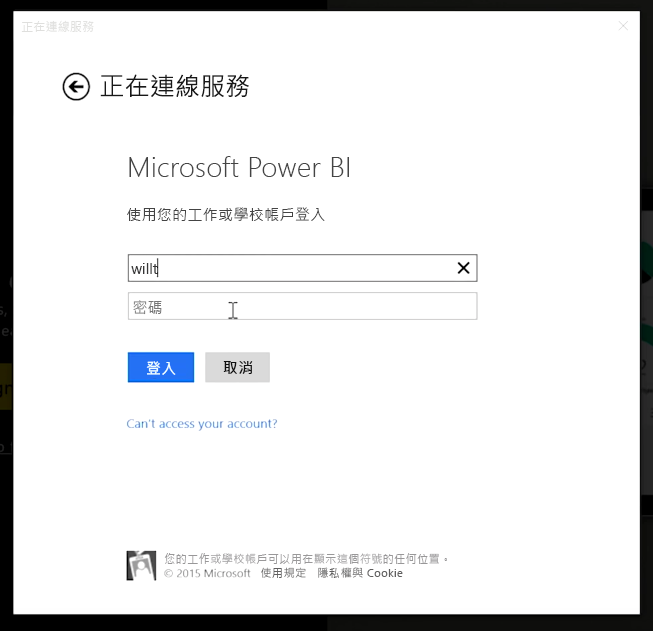 正在連線服務
正在連線服務
Microsoft Power BI
使用您的工作或學校帳戶登入
willt
密碼
登入 取消
Can't access your account?
您的工作或學校帳戶可以用在顯示這個符號的任何位置。
© 2015 Microsoft 使用規定 隱私權與 Cookie